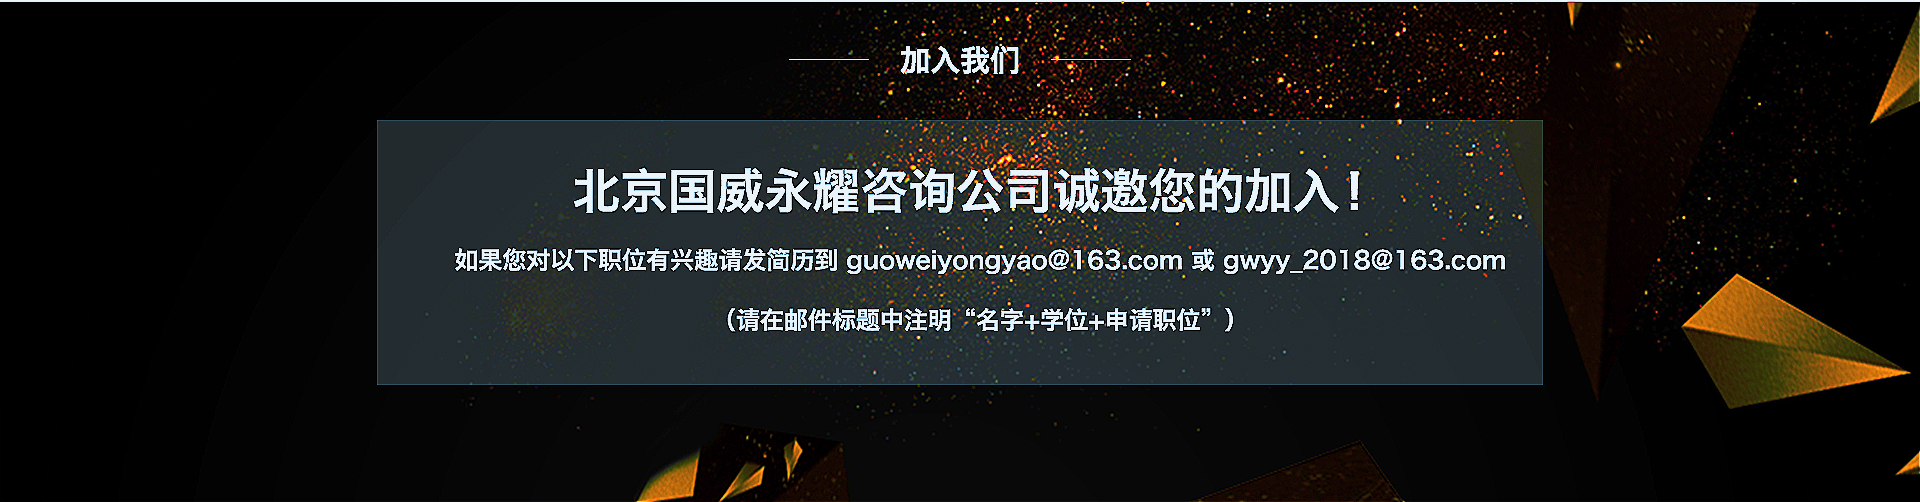 加入我们
北京国威永耀咨询公司诚邀您的加入！
如果您对以下职位有兴趣请发简历到 guoweiyongyao@163.com 或 gwyy_2018@163.com
（请在邮件标题中注明“名字+学位+申请职位”）